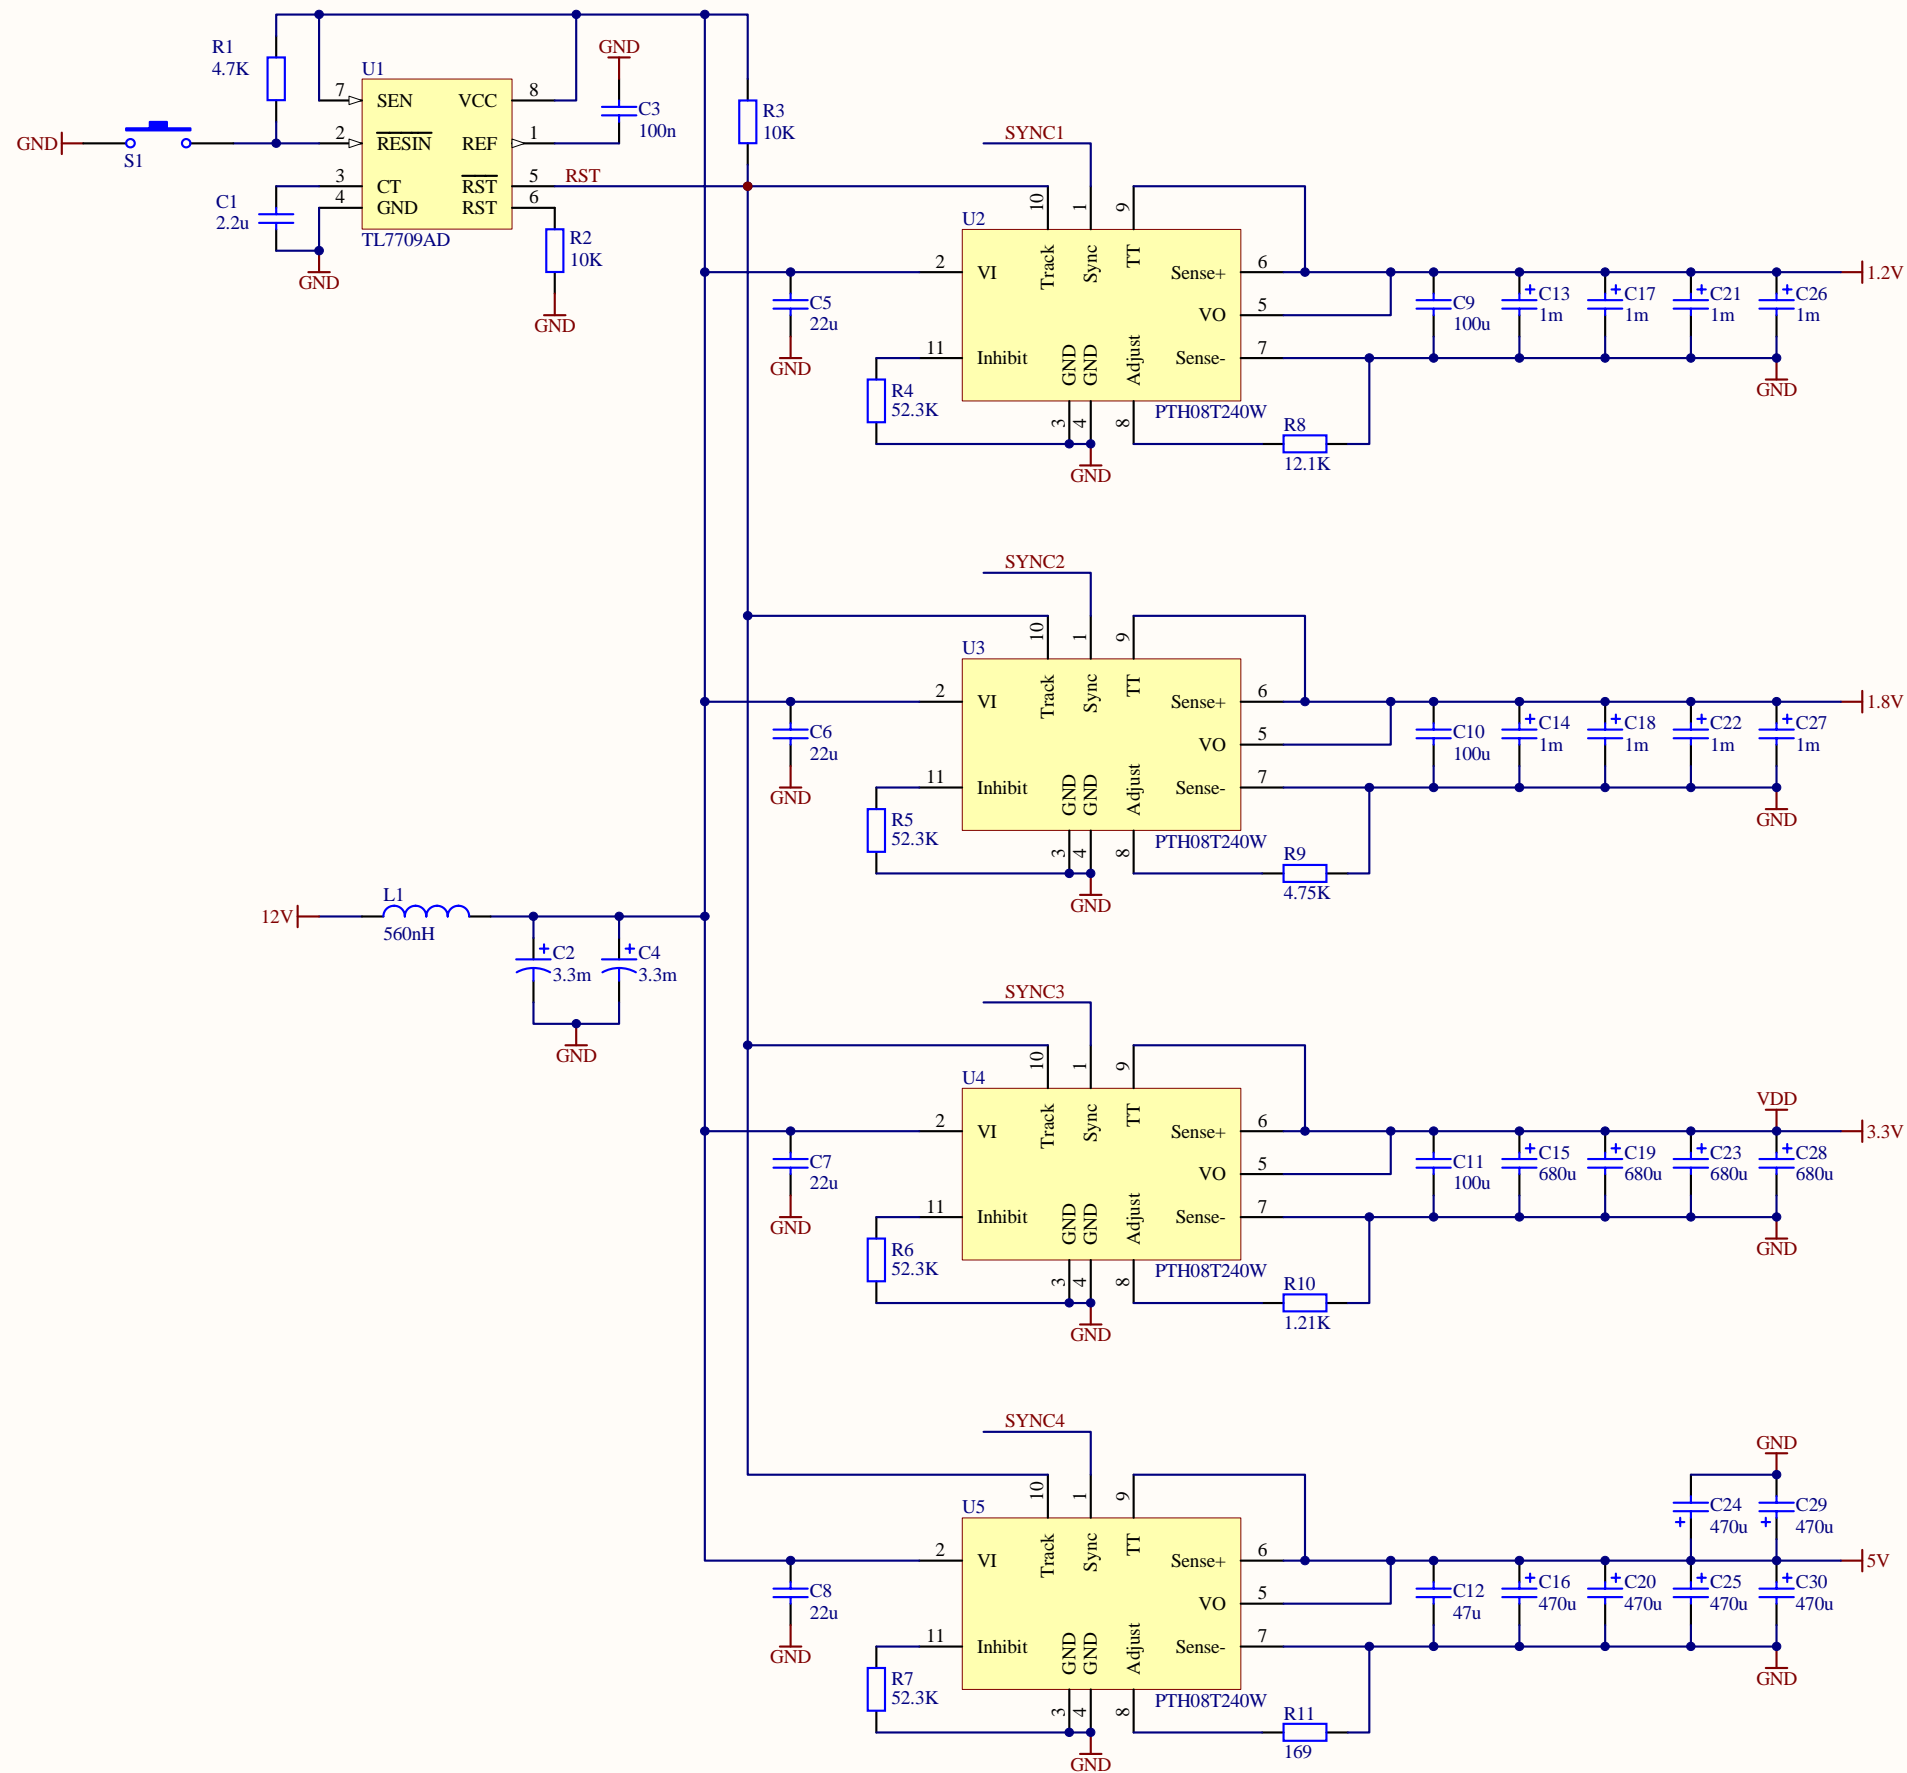 R1
4.7K
U1
7
SEN
VCC
8
GND
C3
100n
R3
10K
GND
S1
2
RESIN
REF
1
3
CT
RST
5
RST
4
GND
RST
6
TL7709AD
C1
2.2u
GND
R2
10K
GND
SYNC1
10
1
9
U2
Track
Sync
TT
2
VI
Sense+
6
VO
5
11
Inhibit
GND
GND
Adjust
Sense-
7
3
4
8
PTH08T240W
C5
22u
GND
R4
52.3K
GND
R8
12.1K
C9
100u
C13
1m
C17
1m
C21
1m
C26
1m
1.2V
GND
SYNC2
10
1
9
U3
Track
Sync
TT
2
VI
Sense+
6
VO
5
11
Inhibit
GND
GND
Adjust
Sense-
7
3
4
8
PTH08T240W
C6
22u
GND
R5
52.3K
GND
R9
4.75K
C10
100u
C14
1m
C18
1m
C22
1m
C27
1m
1.8V
GND
12V
L1
560nH
C2
3.3m
C4
3.3m
GND
SYNC3
10
1
9
U4
Track
Sync
TT
2
VI
Sense+
6
VO
5
11
Inhibit
GND
GND
Adjust
Sense-
7
3
4
8
PTH08T240W
C7
22u
GND
R6
52.3K
GND
R10
1.21K
VDD
C11
100u
C15
680u
C19
680u
C23
680u
C28
680u
3.3V
GND
SYNC4
10
1
9
U5
Track
Sync
TT
2
VI
Sense+
6
VO
5
11
Inhibit
GND
GND
Adjust
Sense-
7
3
4
8
PTH08T240W
C8
22u
GND
R7
52.3K
GND
R11
169
GND
C24
470u
C29
470u
C12
47u
C16
470u
C20
470u
C25
470u
C30
470u
5V
GND